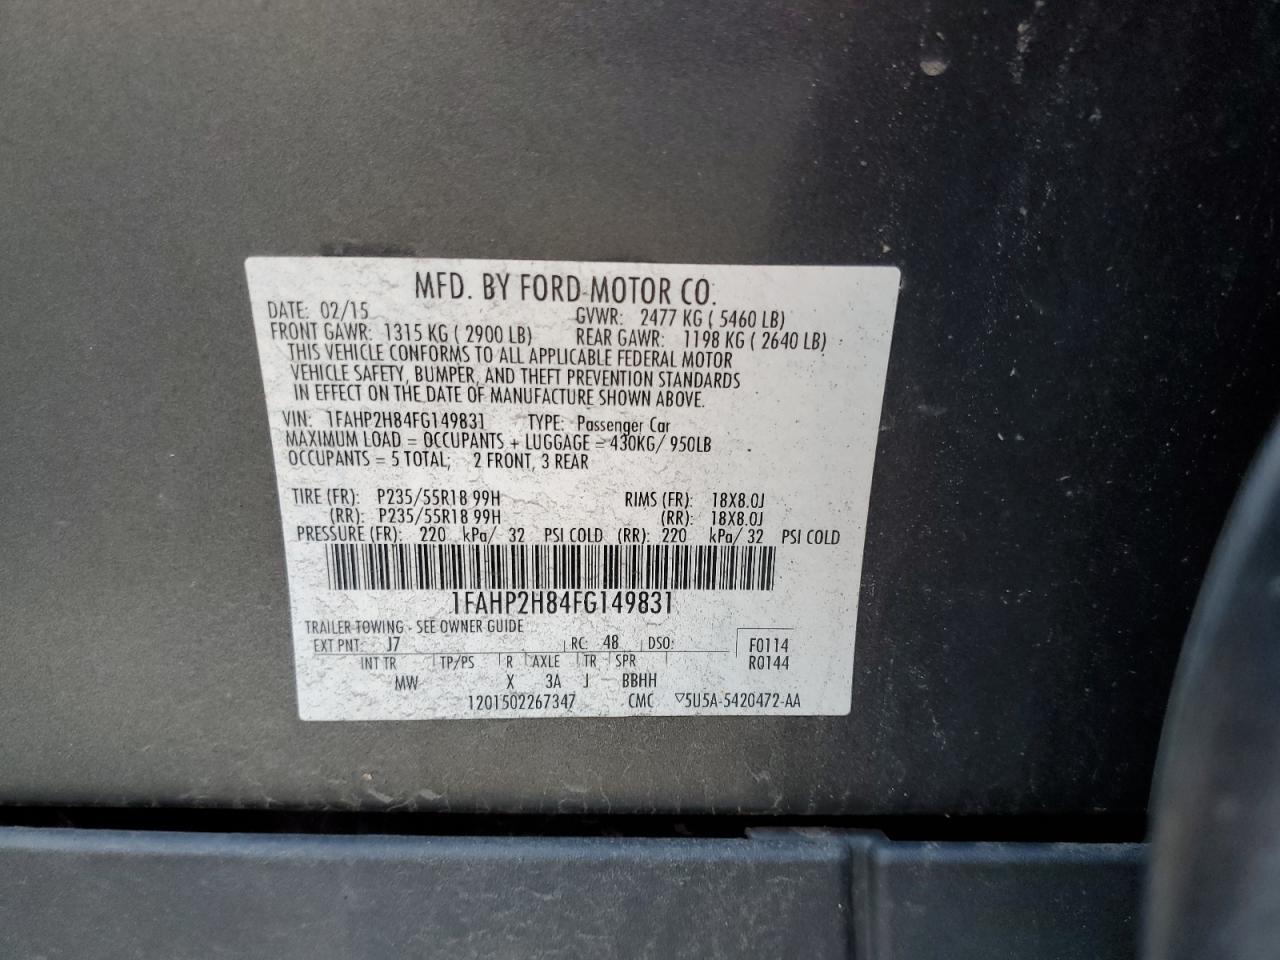 MFD. BY FORD MOTOR CO.
DATE: 02/15 GVWR: 2477 KG ( 5460 LB)
FRONT GAWR: 1315 KG ( 2900 LB) REAR GAWR: 1198 KG ( 2640 LB)
THIS VEHICLE CONFORMS TO ALL APPLICABLE FEDERAL MOTOR
VEHICLE SAFETY, BUMPER, AND THEFT PREVENTION STANDARDS
IN EFFECT ON THE DATE OF MANUFACTURE SHOWN ABOVE.
VIN: 1FAHP2H84FG149831 TYPE: Passenger Car
MAXIMUM LOAD = OCCUPANTS + LUGGAGE = 430KG/ 950LB
OCCUPANTS = 5 TOTAL; 2 FRONT, 3 REAR
TIRE (FR): P235/55R18 99H RIMS (FR): 18X8.0J
(RR): P235/55R18 99H (RR): 18X8.0J
PRESSURE (FR): 220 kPa/ 32 PSI COLD (RR): 220 kPa/ 32 PSI COLD
1FAHP2H84FG149831
TRAILER TOWING - SEE OWNER GUIDE
EXT PNT: J7 RC: 48 DSO: F0114
INT TR TP/PS R AXLE TR SPR R0144
MW X 3A J BBHH
1201502267347 CMC ▽5U5A-5420472-AA